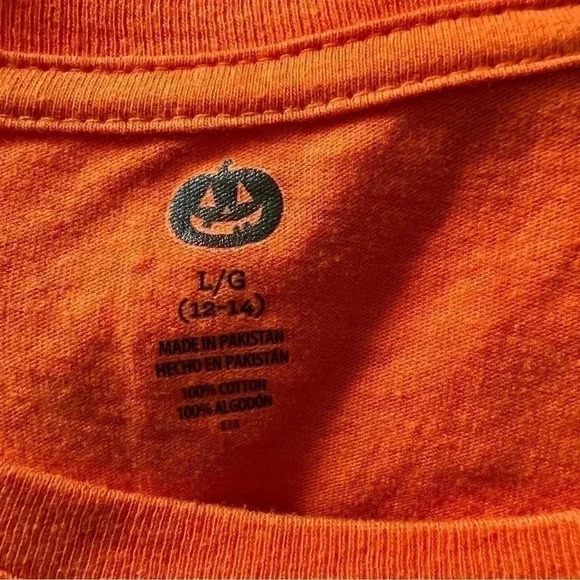 L/G
(12-14)
MADE IN PAKISTAN
HECHO EN PAKISTÁN
100% COTTON
100% ALGODÓN